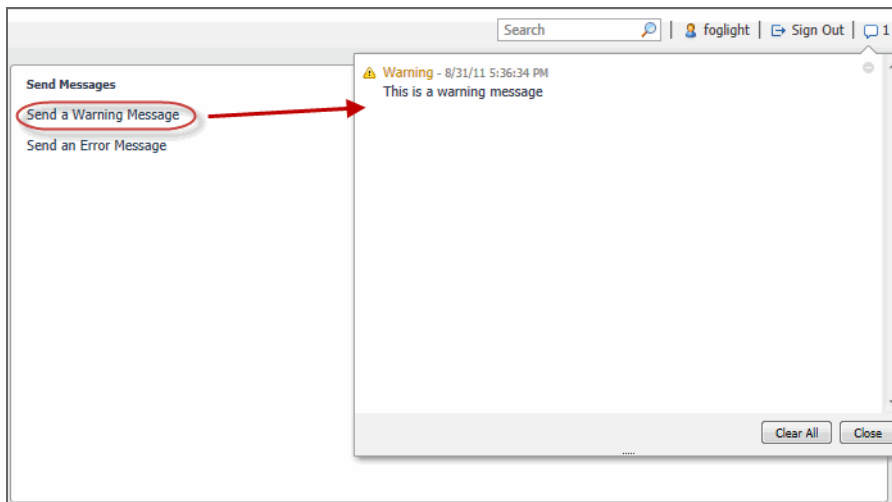 Search
foglight
Sign Out
1
Send Messages
Send a Warning Message
Send an Error Message
Warning - 8/31/11 5:36:34 PM
This is a warning message
Clear All
Close